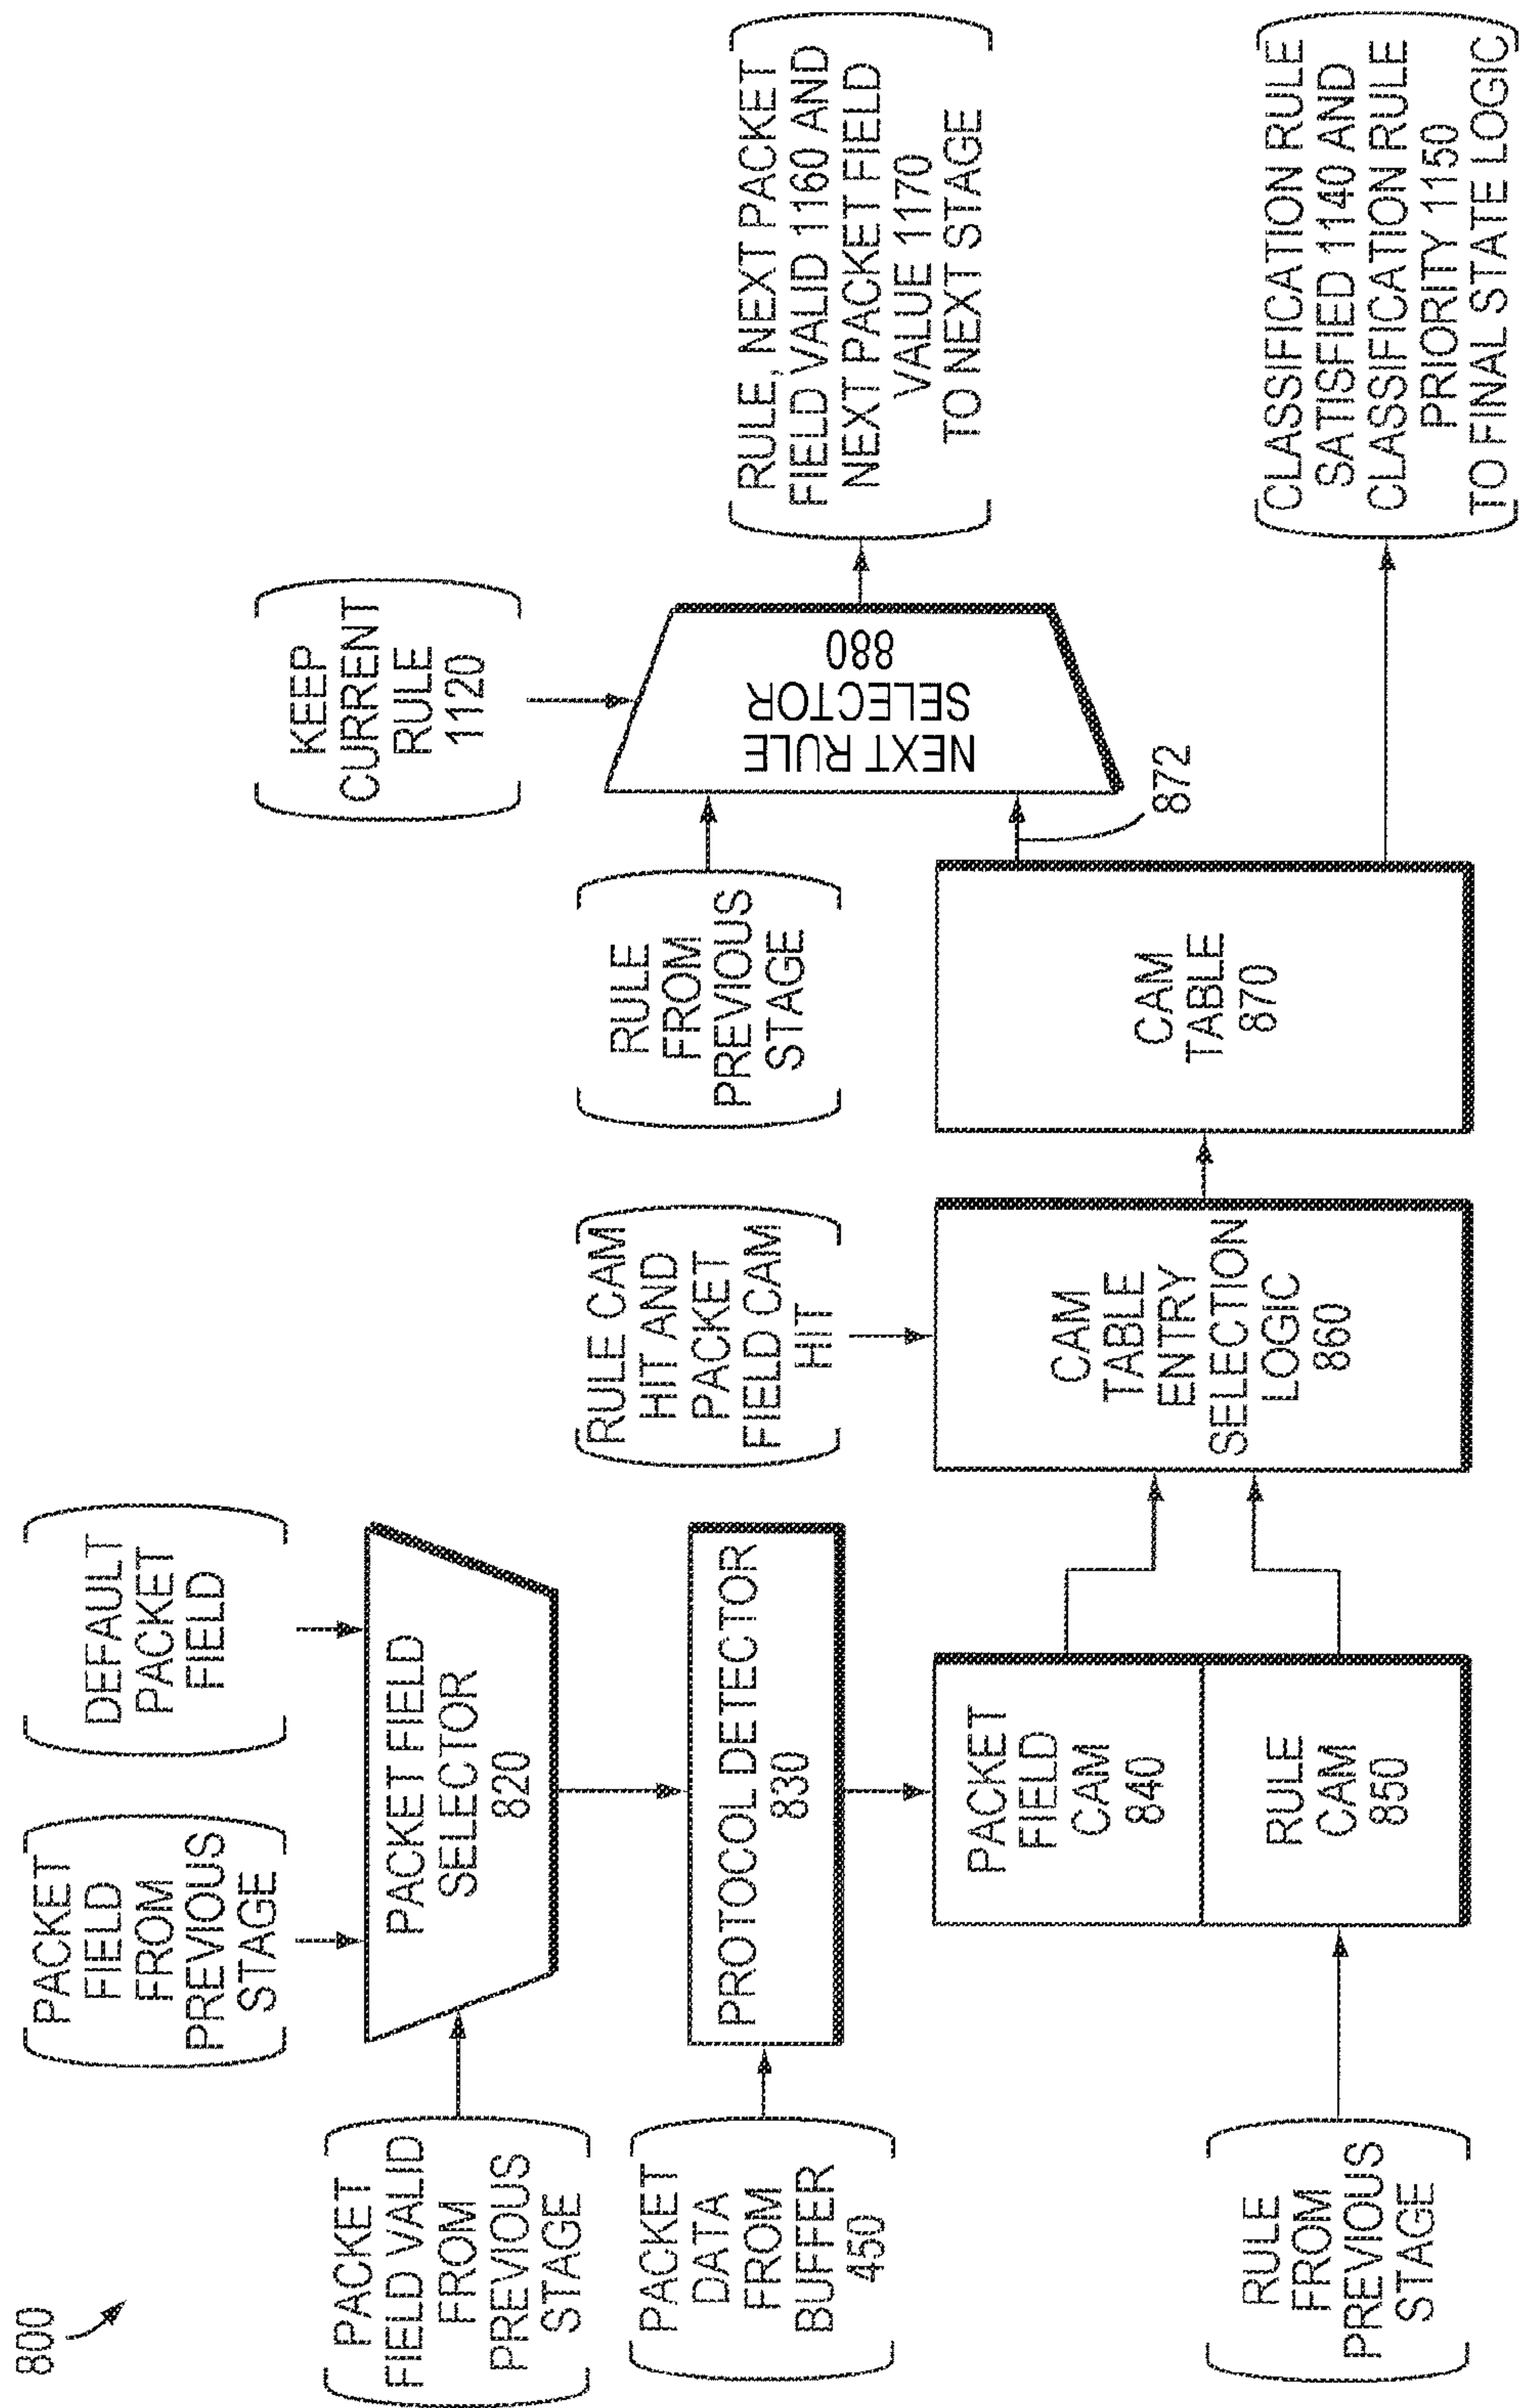 800
PACKET
FIELD
FROM
PREVIOUS
STAGE
DEFAULT
PACKET
FIELD
PACKET
FIELD VALID
FROM
PREVIOUS
STAGE
PACKET FIELD
SELECTOR
820
PACKET
DATA
FROM
BUFFER
450
PROTOCOL DETECTOR
830
RULE
FROM
PREVIOUS
STAGE
PACKET
FIELD
CAM
840
RULE
CAM
850
RULE CAM
HIT AND
PACKET
FIELD CAM
HIT
CAM
TABLE
ENTRY
SELECTION
LOGIC
860
CAM
TABLE
870
RULE
FROM
PREVIOUS
STAGE
872
KEEP
CURRENT
RULE
1120
NEXT RULE
SELECTOR
880
RULE, NEXT PACKET
FIELD VALID 1160 AND
NEXT PACKET FIELD
VALUE 1170
TO NEXT STAGE
CLASSIFICATION RULE
SATISFIED 1140 AND
CLASSIFICATION RULE
PRIORITY 1150
TO FINAL STATE LOGIC